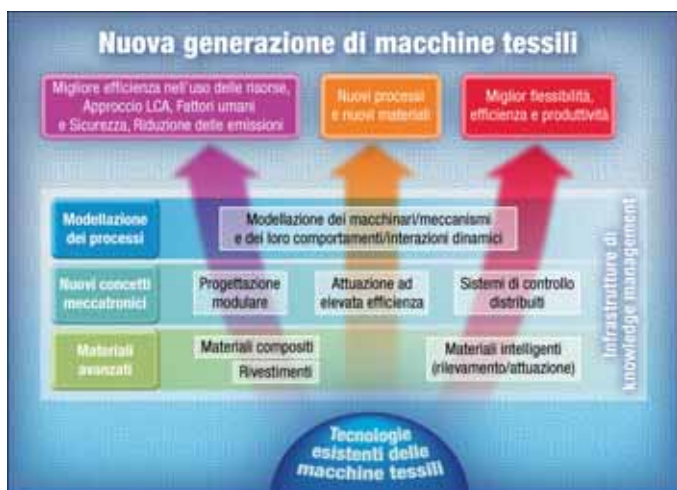 Nuova generazione di macchine tessili
Migliore efficienza nell'uso delle risorse,
Approccio LCA, Fattori umani
e Sicurezza, Riduzione delle emissioni
Nuovi processi
e nuovi materiali
Miglior flessibilità,
efficienza e produttività
Modellazione
dei processi
Modellazione dei macchinari/meccanismi
e dei loro comportamenti/interazioni dinamici
Nuovi concetti
meccatronici
Progettazione
modulare
Attuazione ad
elevata efficienza
Sistemi di controllo
distribuiti
Materiali
avanzati
Materiali compositi
Rivestimenti
Materiali intelligenti
(rilevamento/attuazione)
Infrastrutture di
knowledge management
Tecnologie
esistenti delle
macchine tessili